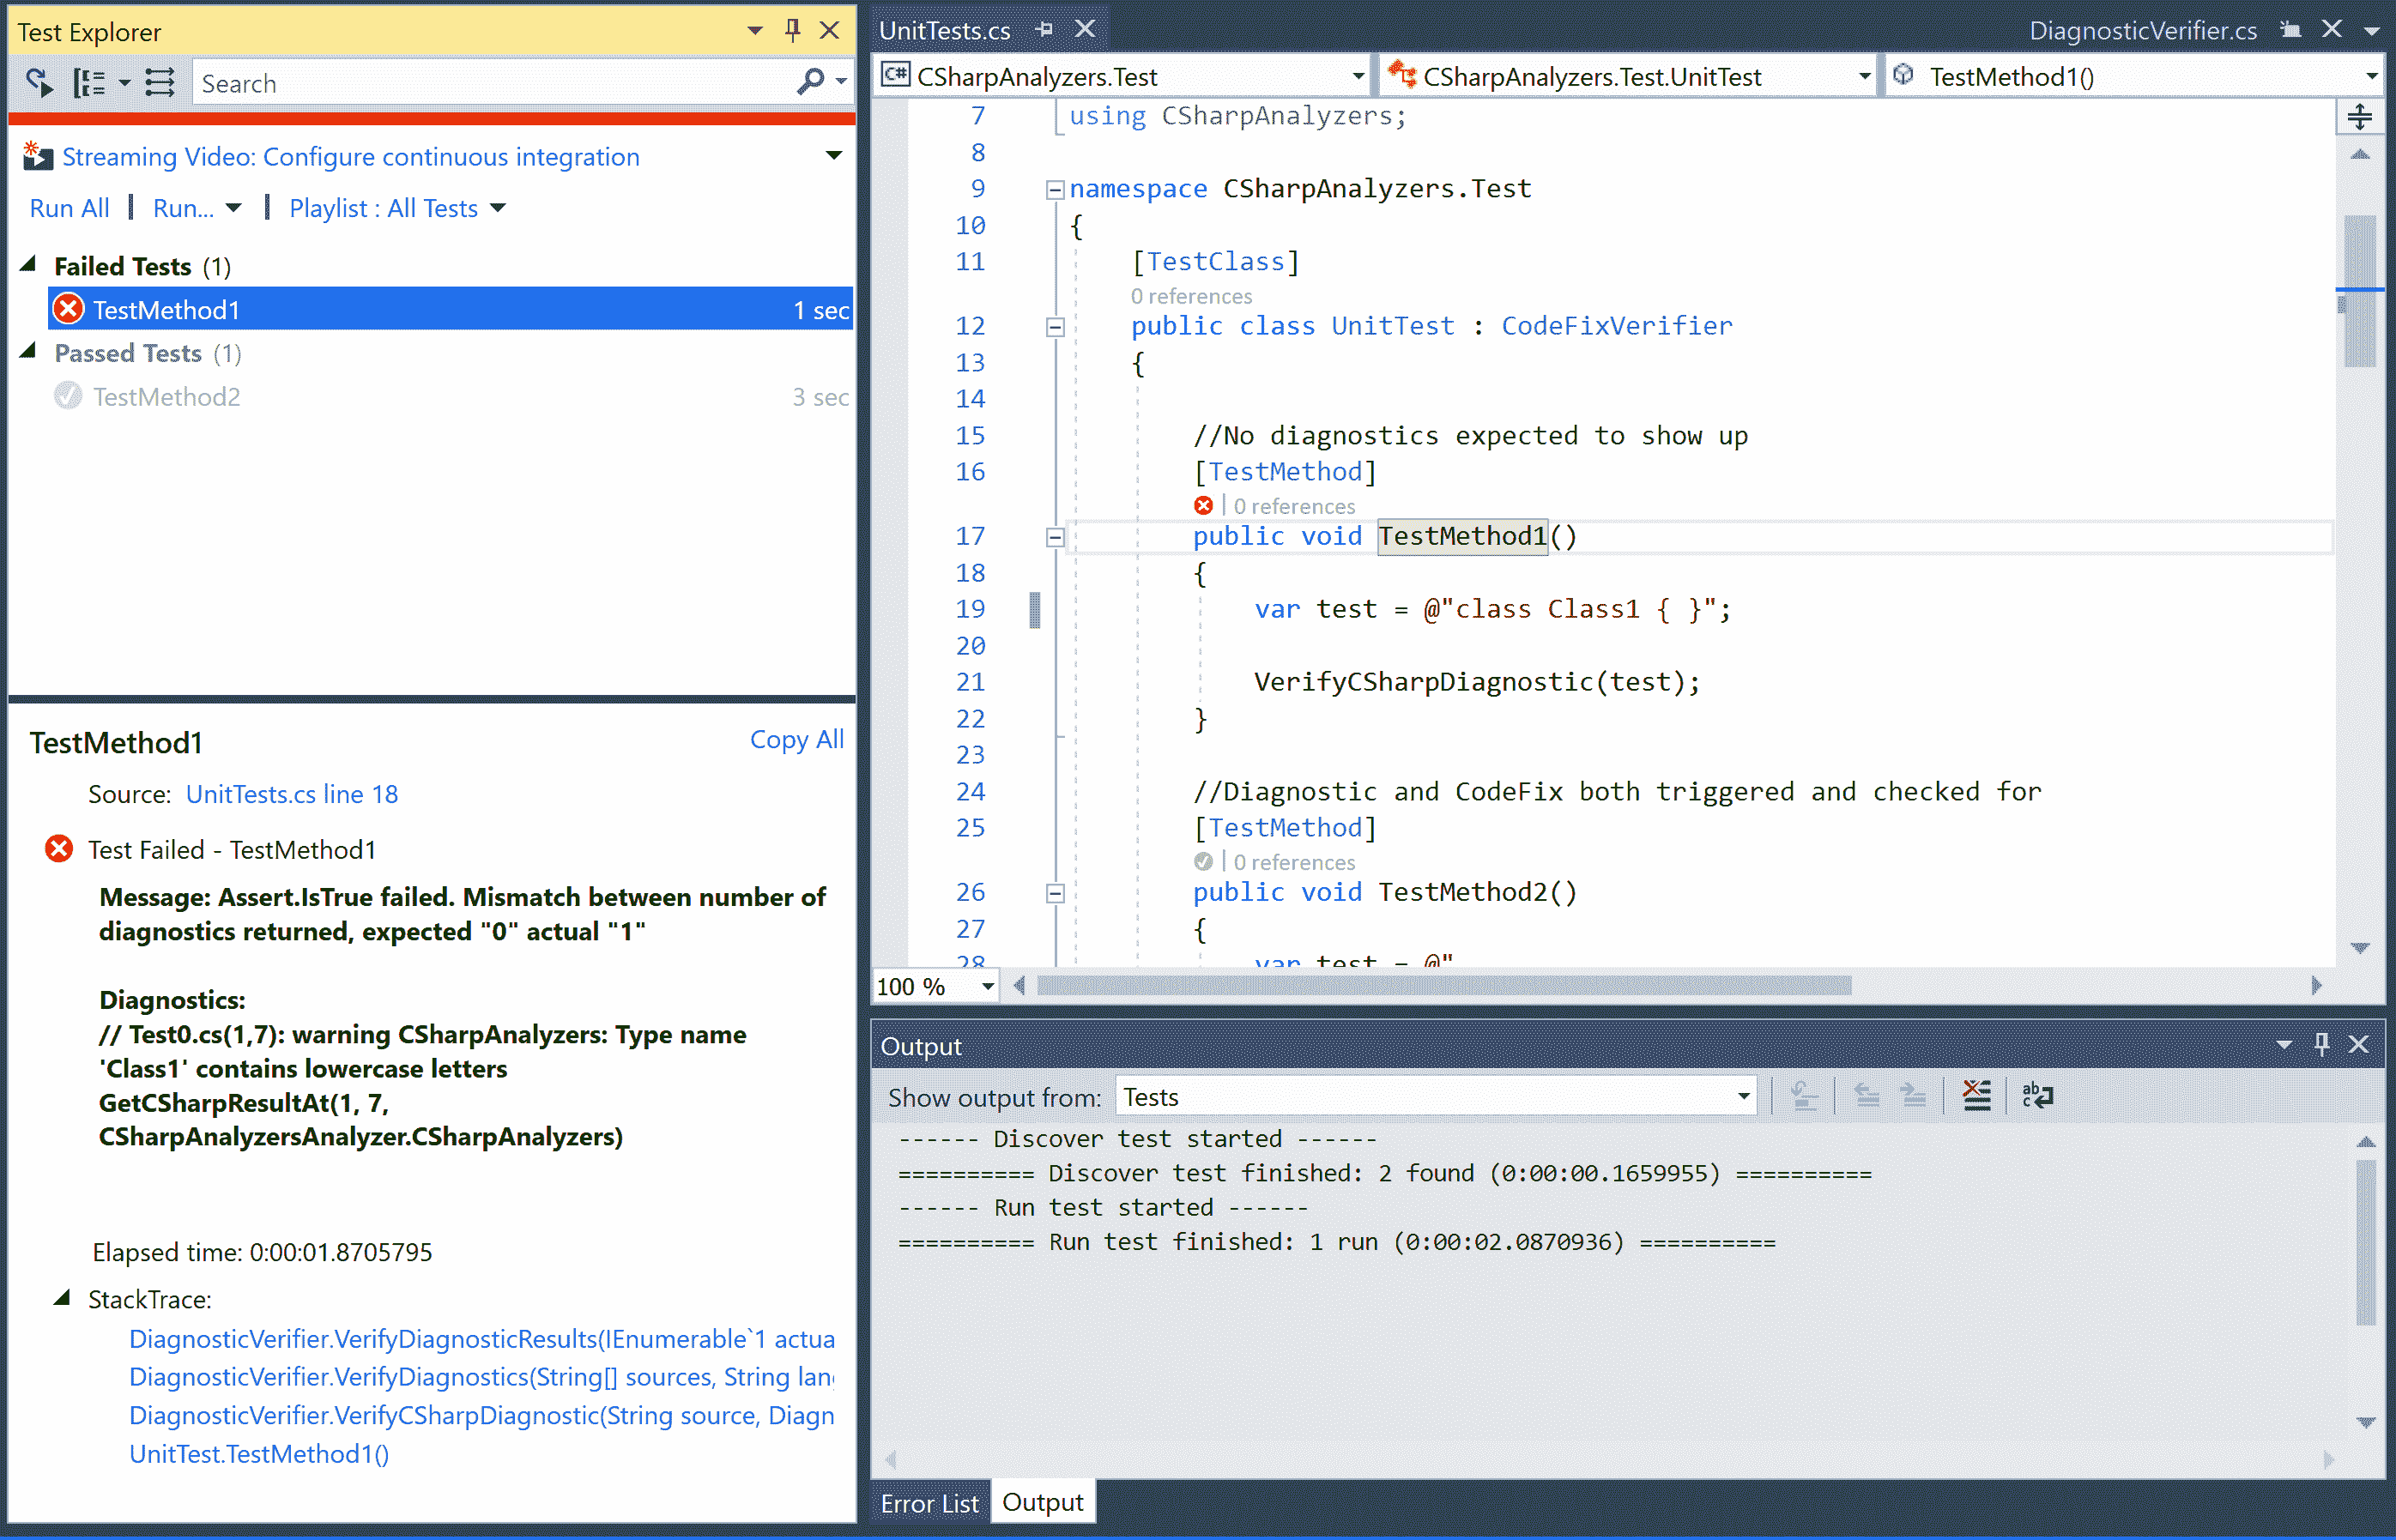 Test Explorer
Search
Streaming Video: Configure continuous integration
Run All | Run... | Playlist : All Tests
Failed Tests (1)
TestMethod1 1 sec
Passed Tests (1)
TestMethod2 3 sec
TestMethod1 Copy All
Source: UnitTests.cs line 18
Test Failed - TestMethod1
Message: Assert.IsTrue failed. Mismatch between number of
diagnostics returned, expected "0" actual "1"
Diagnostics:
// Test0.cs(1,7): warning CSharpAnalyzers: Type name
'Class1' contains lowercase letters
GetCSharpResultAt(1, 7,
CSharpAnalyzersAnalyzer.CSharpAnalyzers)
Elapsed time: 0:00:01.8705795
StackTrace:
DiagnosticVerifier.VerifyDiagnosticResults(IEnumerable`1 actua
DiagnosticVerifier.VerifyDiagnostics(String[] sources, String lan
DiagnosticVerifier.VerifyCSharpDiagnostic(String source, Diagn
UnitTest.TestMethod1()
UnitTests.cs DiagnosticVerifier.cs
C# CSharpAnalyzers.Test CSharpAnalyzers.Test.UnitTest TestMethod1()
7 using CSharpAnalyzers;
8
9 namespace CSharpAnalyzers.Test
10 {
11 [TestClass]
0 references
12 public class UnitTest : CodeFixVerifier
13 {
14
15 //No diagnostics expected to show up
16 [TestMethod]
| 0 references
17 public void TestMethod1()
18 {
19 var test = @"class Class1 { }";
20
21 VerifyCSharpDiagnostic(test);
22 }
23
24 //Diagnostic and CodeFix both triggered and checked for
25 [TestMethod]
| 0 references
26 public void TestMethod2()
27 {
28 var test = @"
100 %
Output
Show output from: Tests
------ Discover test started ------
========== Discover test finished: 2 found (0:00:00.1659955) ==========
------ Run test started ------
========== Run test finished: 1 run (0:00:02.0870936) ==========
Error List Output